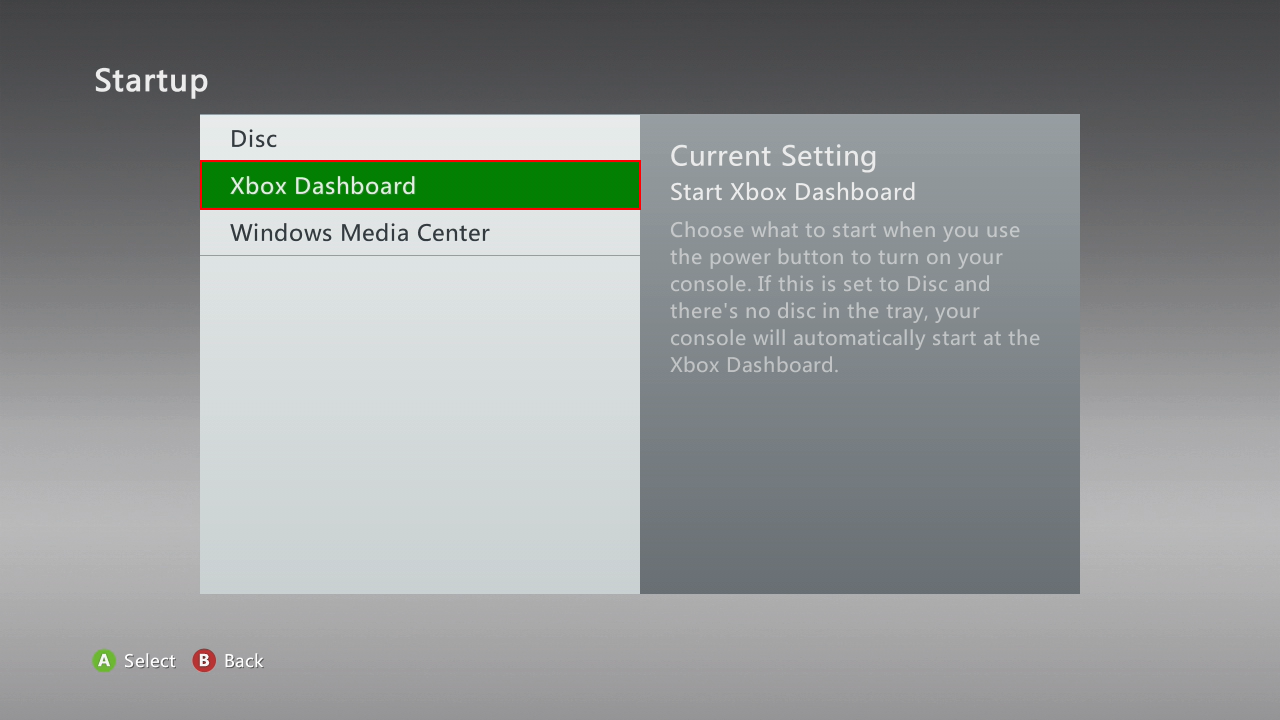 Startup
Disc
Xbox Dashboard
Windows Media Center
Current Setting
Start Xbox Dashboard
Choose what to start when you use
the power button to turn on your
console. If this is set to Disc and
there's no disc in the tray, your
console will automatically start at the
Xbox Dashboard.
A Select B Back